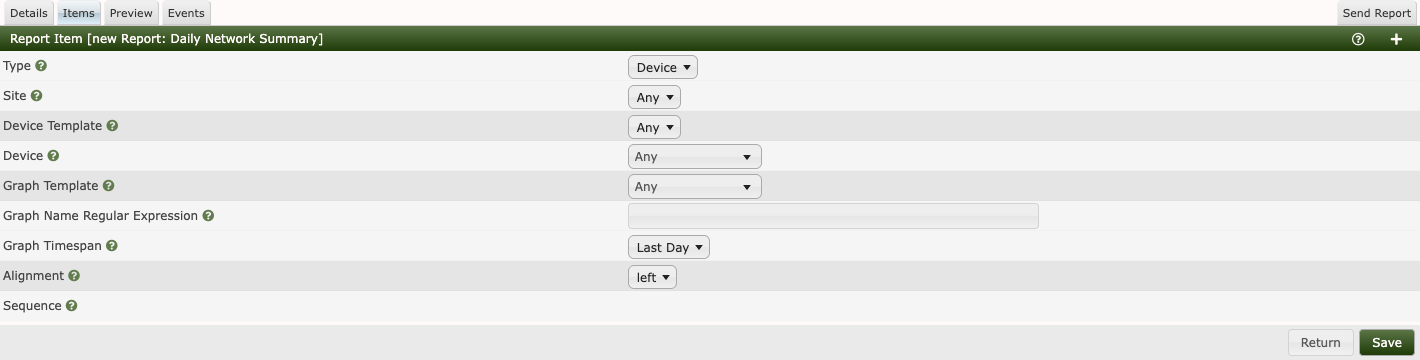 Details Items Preview Events Send Report
Report Item [new Report: Daily Network Summary]
Type Device
Site Any
Device Template Any
Device Any
Graph Template Any
Graph Name Regular Expression
Graph Timespan Last Day
Alignment left
Sequence
Return Save